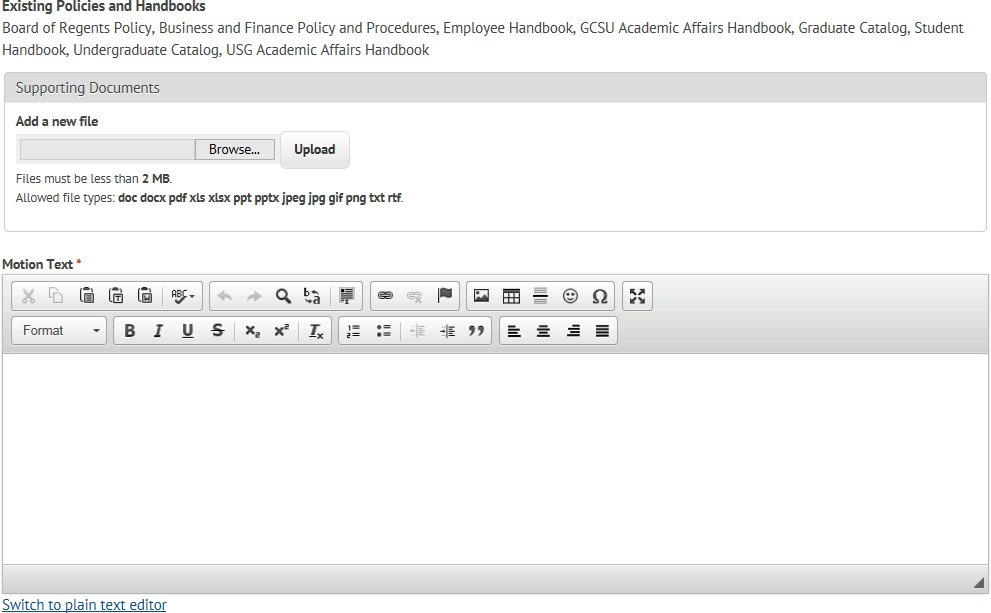 Existing Policies and Handbooks
Board of Regents Policy, Business and Finance Policy and Procedures, Employee Handbook, GCSU Academic Affairs Handbook, Graduate Catalog, Student
Handbook, Undergraduate Catalog, USG Academic Affairs Handbook
Supporting Documents
Add a new file
Browse... Upload
Files must be less than 2 MB.
Allowed file types: doc docx pdf xls xlsx ppt pptx jpeg jpg gif png txt rtf.
Motion Text *
Format
Switch to plain text editor